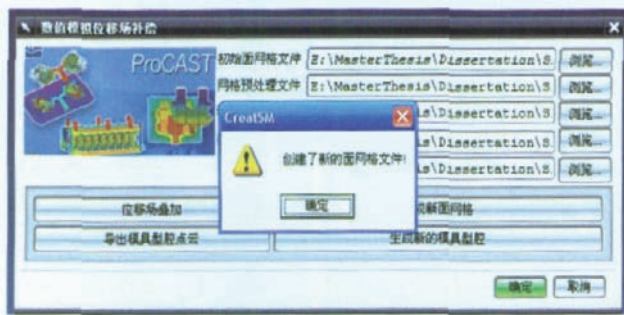 数值模拟位移场补偿
ProCAST
初始面网格文件 E:\MasterThesis\Dissertation\S 浏览...
网格预处理文件 E:\MasterThesis\Dissertation\S 浏览...
CreatSM
is\Dissertation\S 浏览...
创建了新的面网格文件!
is\Dissertation\S 浏览...
is\Dissertation\S 浏览...
确定
位移场叠加
新面网格
导出模具型腔点云
生成新的模具型腔
确定
取消